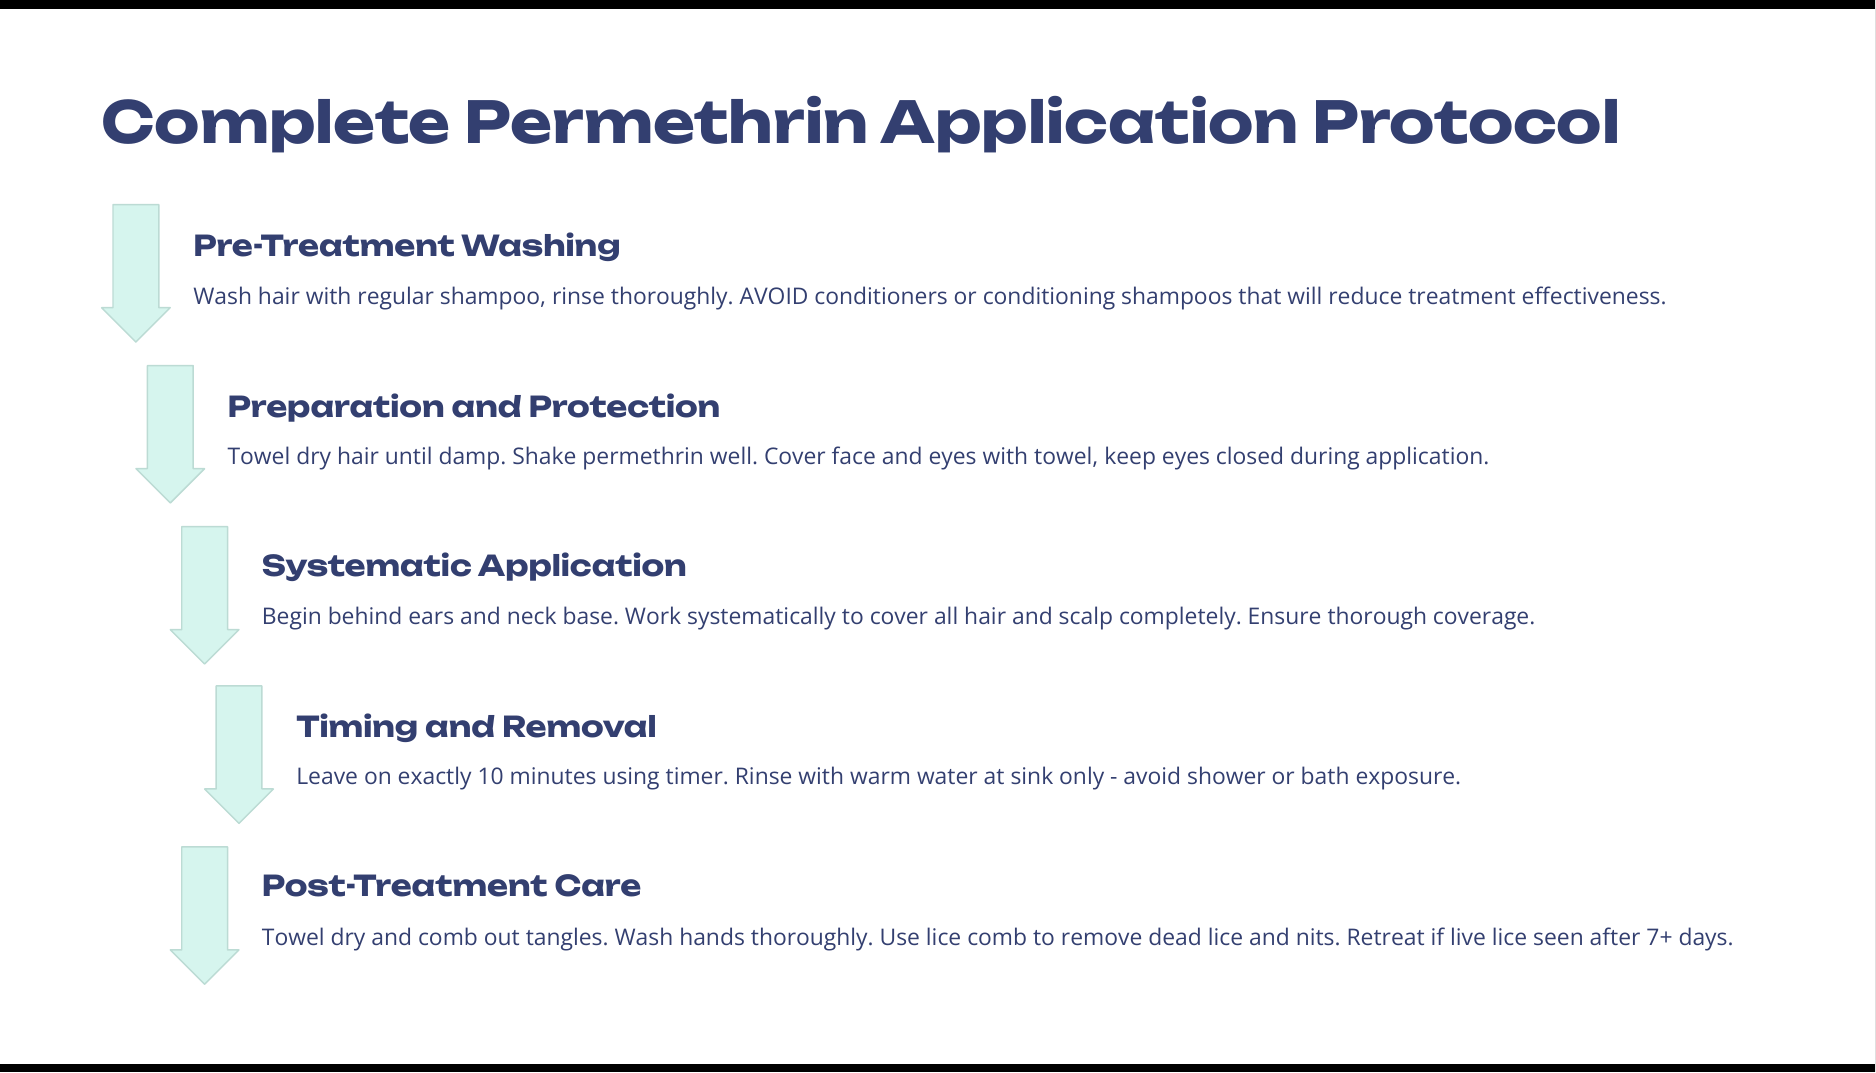 Complete Permethrin Application Protocol
Pre-Treatment Washing
Wash hair with regular shampoo, rinse thoroughly. AVOID conditioners or conditioning shampoos that will reduce treatment effectiveness.
Preparation and Protection
Towel dry hair until damp. Shake permethrin well. Cover face and eyes with towel, keep eyes closed during application.
Systematic Application
Begin behind ears and neck base. Work systematically to cover all hair and scalp completely. Ensure thorough coverage.
Timing and Removal
Leave on exactly 10 minutes using timer. Rinse with warm water at sink only - avoid shower or bath exposure.
Post-Treatment Care
Towel dry and comb out tangles. Wash hands thoroughly. Use lice comb to remove dead lice and nits. Retreat if live lice seen after 7+ days.